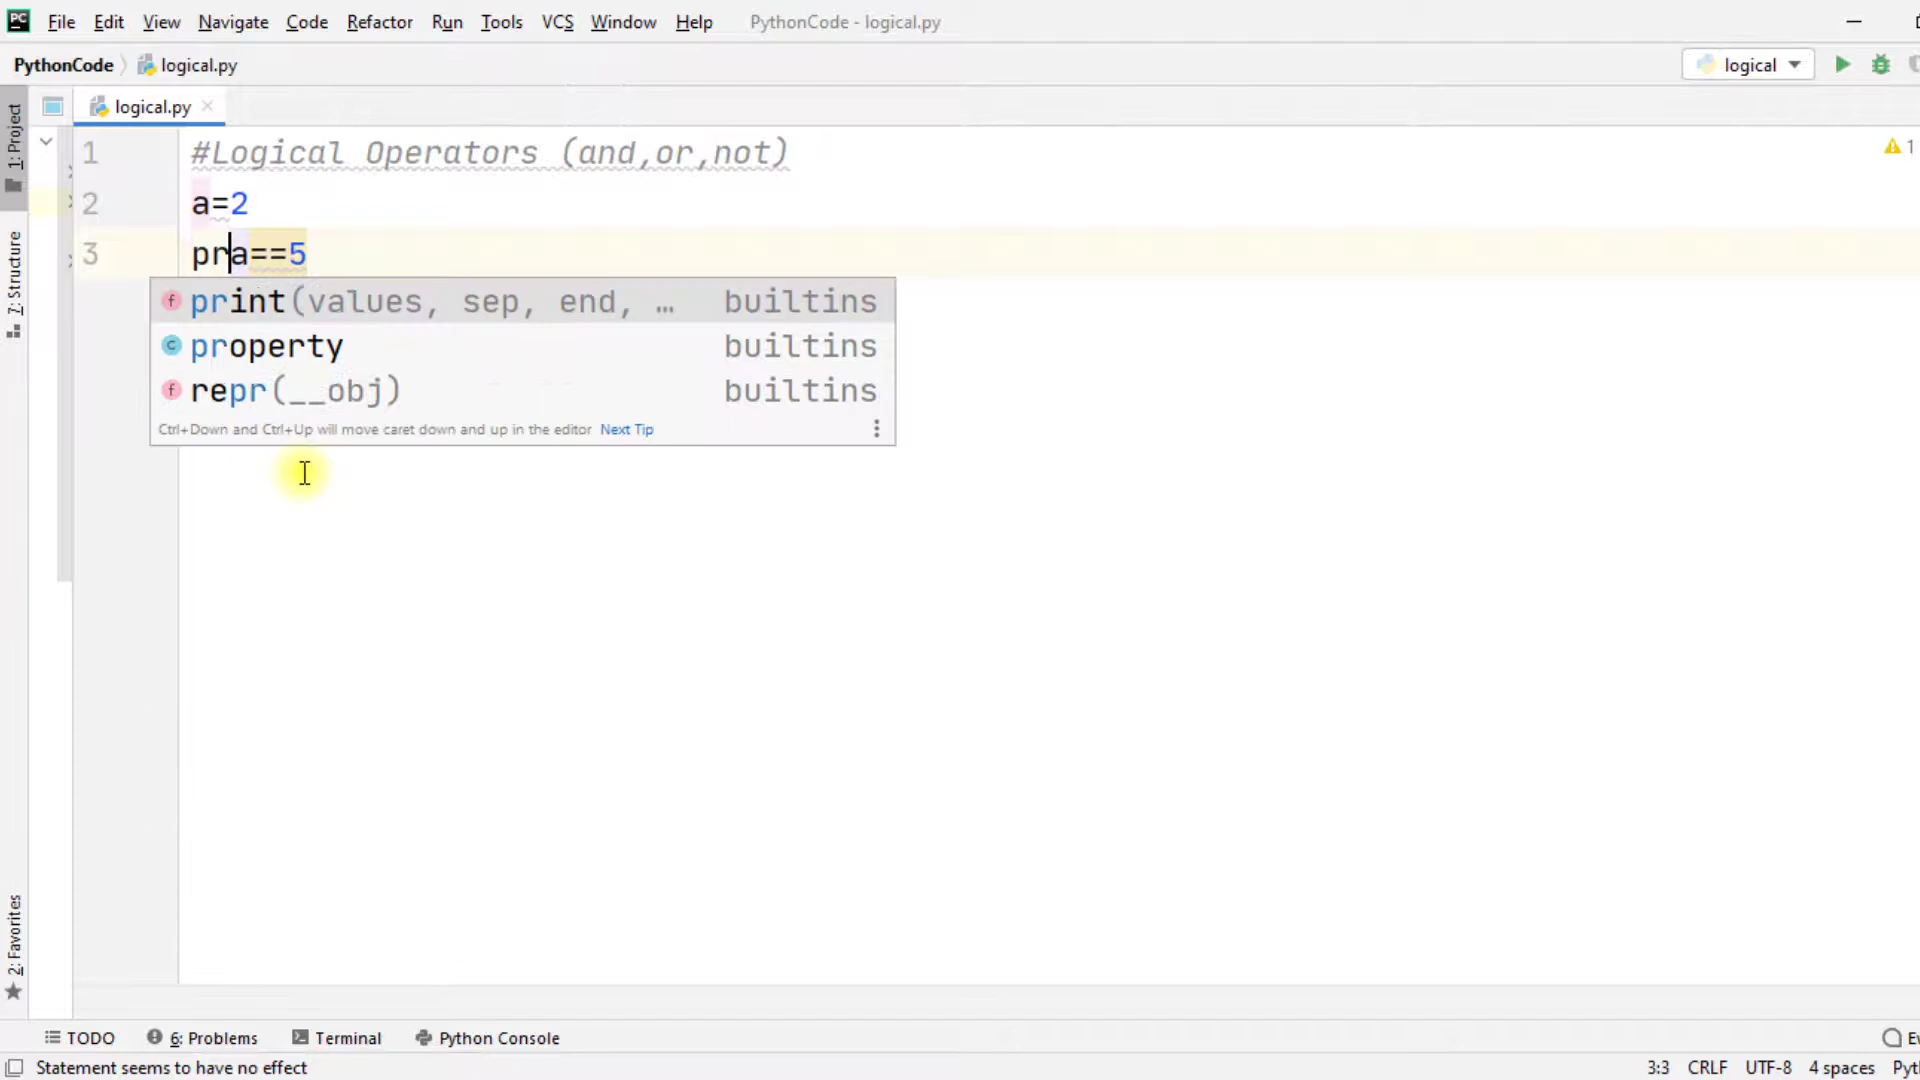 PC File Edit View Navigate Code Refactor Run Tools VCS Window Help PythonCode - logical.py
PythonCode logical.py logical
logical.py
1: Project
7: Structure
2: Favorites
1 #Logical Operators (and,or,not)
1
2 a=2
3 pra==5
f print(values, sep, end, … builtins
c property builtins
f repr(__obj) builtins
Ctrl+Down and Ctrl+Up will move caret down and up in the editor Next Tip
TODO 6: Problems Terminal Python Console
Statement seems to have no effect 3:3 CRLF UTF-8 4 spaces